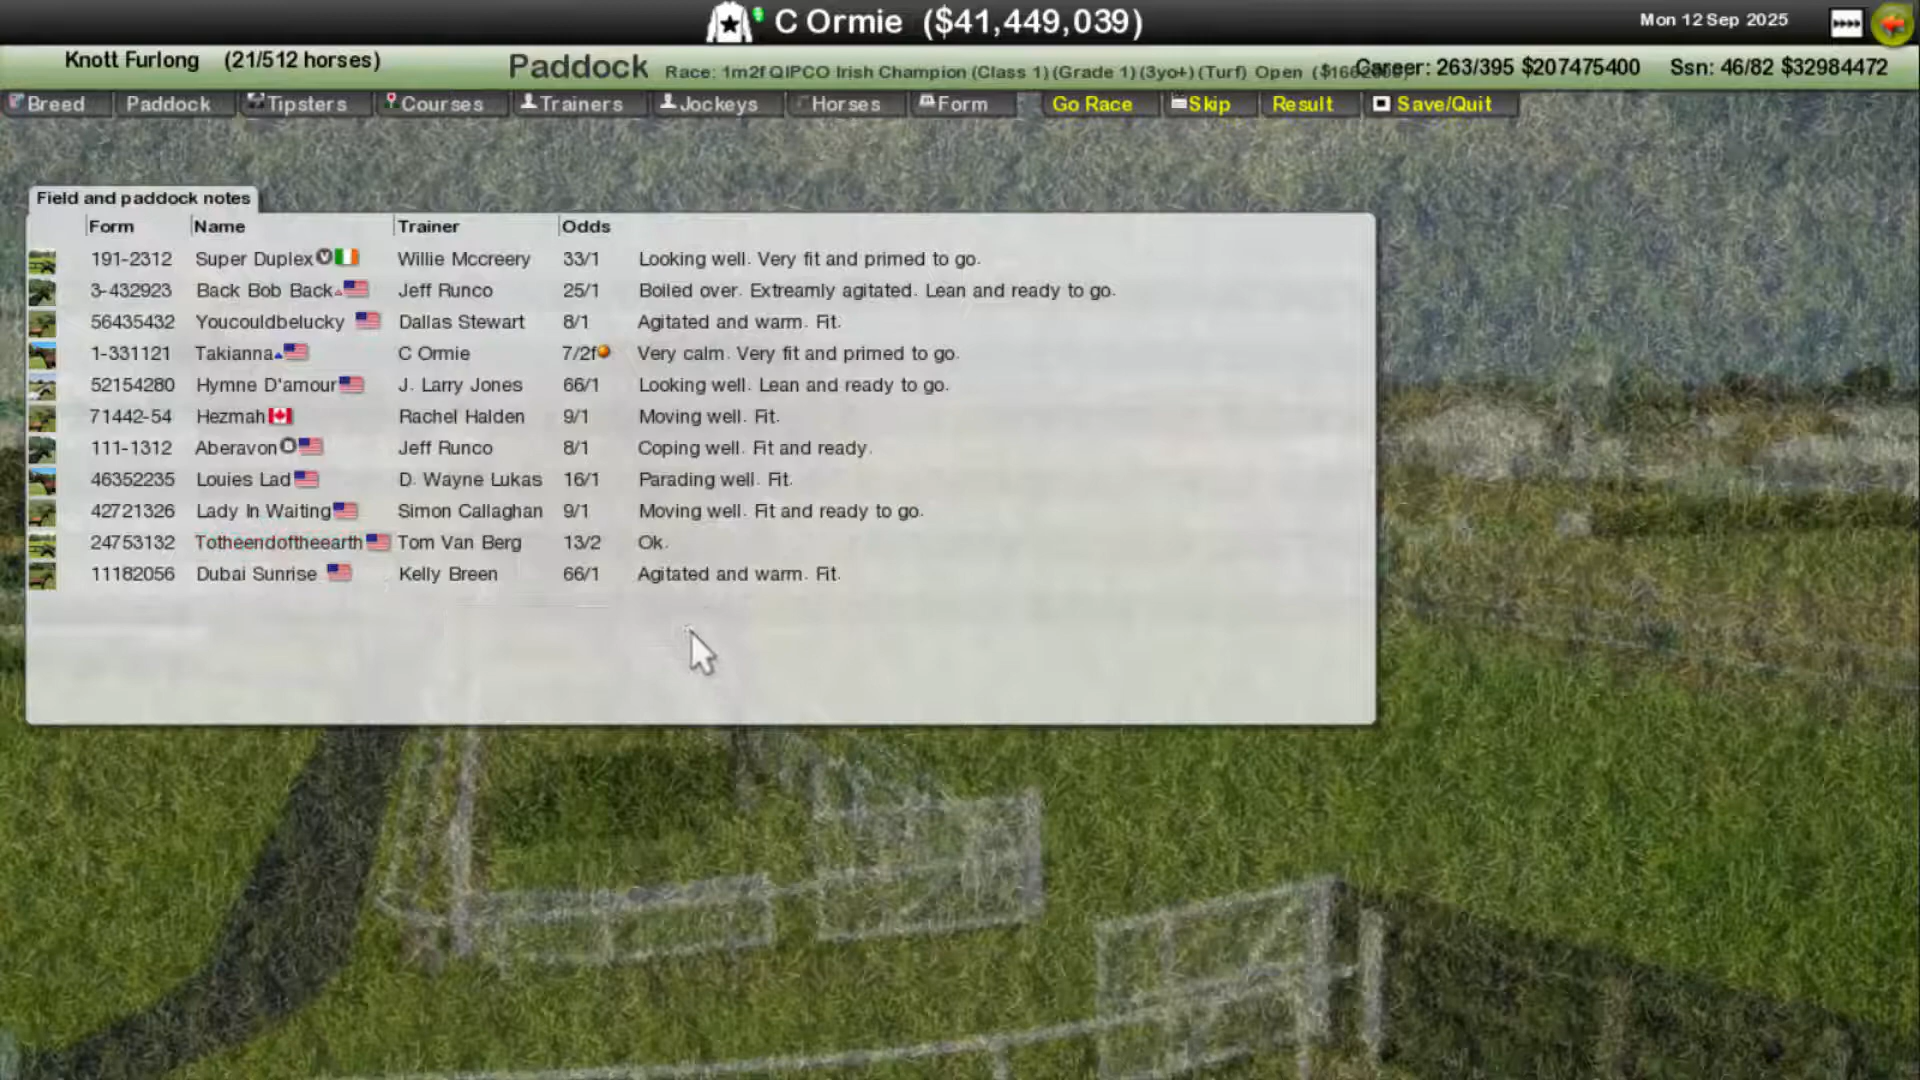 C Ormie ($41,449,039)
Mon 12 Sep 2025
Knott Furlong (21/512 horses)
Paddock Race: 1m2f QIPCO Irish Champion (Class 1) (Grade 1) (3yo+) (Turf) Open
Career: 263/395 $207475400 Ssn: 46/82 $32984472
Breed Paddock Tipsters Courses Trainers Jockeys Horses Form Go Race Skip Result Save/Quit
Field and paddock notes
Form Name Trainer Odds
191-2312 Super Duplex V Willie Mccreery 33/1 Looking well. Very fit and primed to go.
3-432923 Back Bob Back Jeff Runco 25/1 Boiled over. Extreamly agitated. Lean and ready to go.
56435432 Youcouldbelucky Dallas Stewart 8/1 Agitated and warm. Fit.
1-331121 Takianna C Ormie 7/2f Very calm. Very fit and primed to go.
52154280 Hymne D'amour J. Larry Jones 66/1 Looking well. Lean and ready to go.
71442-54 Hezmah Rachel Halden 9/1 Moving well. Fit.
111-1312 Aberavon Jeff Runco 8/1 Coping well. Fit and ready.
46352235 Louies Lad D. Wayne Lukas 16/1 Parading well. Fit.
42721326 Lady In Waiting Simon Callaghan 9/1 Moving well. Fit and ready to go.
24753132 Totheendoftheearth Tom Van Berg 13/2 Ok.
11182056 Dubai Sunrise Kelly Breen 66/1 Agitated and warm. Fit.